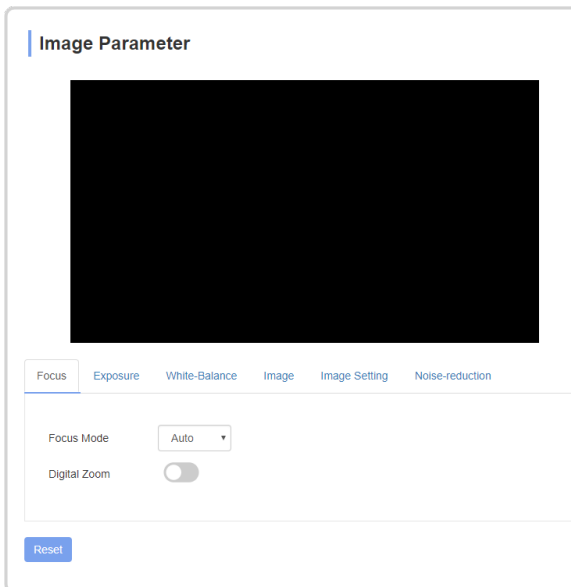 Image Parameter
Focus Exposure White-Balance Image Image Setting Noise-reduction
Focus Mode Auto
Digital Zoom
Reset